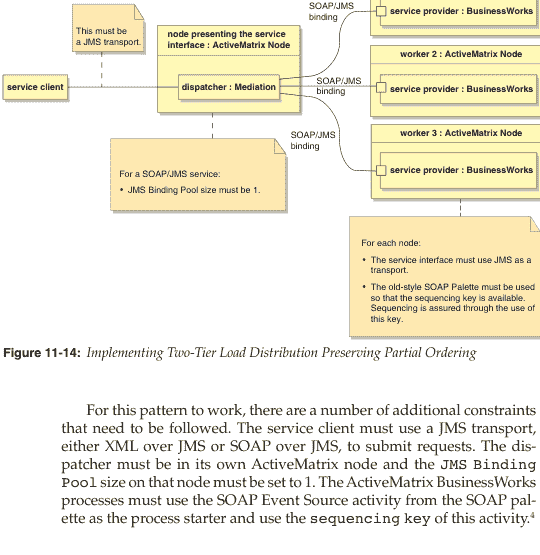 SOAP/JMS
binding
service provider : BusinessWorks
This must be
a JMS transport.
node presenting the service
interface : ActiveMatrix Node
worker 2 : ActiveMatrix Node
service client
dispatcher : Mediation
SOAP/JMS
binding
service provider : BusinessWorks
worker 3 : ActiveMatrix Node
SOAP/JMS
binding
service provider : BusinessWorks
For a SOAP/JMS service:
• JMS Binding Pool size must be 1.
For each node:
• The service interface must use JMS as a
transport.
• The old-style SOAP Palette must be used
so that the sequencing key is available.
Sequencing is assured through the use of
this key.
Figure 11-14: Implementing Two-Tier Load Distribution Preserving Partial Ordering
For this pattern to work, there are a number of additional constraints
that need to be followed. The service client must use a JMS transport,
either XML over JMS or SOAP over JMS, to submit requests. The dis-
patcher must be in its own ActiveMatrix node and the JMS Binding
Pool size on that node must be set to 1. The ActiveMatrix BusinessWorks
processes must use the SOAP Event Source activity from the SOAP pal-
ette as the process starter and use the sequencing key of this activity.⁴